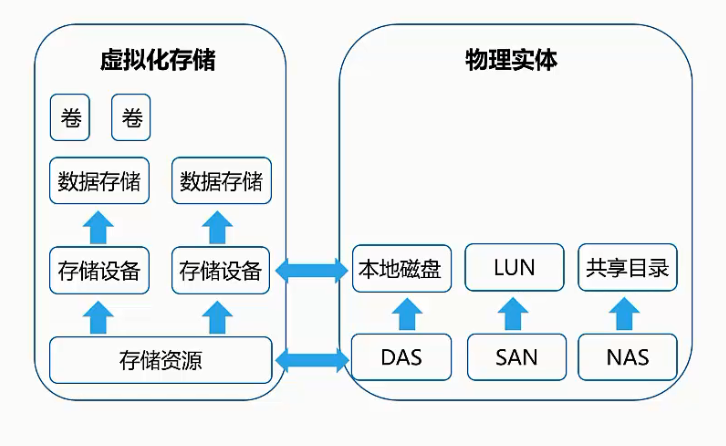 虚拟化存储
物理实体
卷
卷
数据存储
数据存储
存储设备
存储设备
本地磁盘
LUN
共享目录
存储资源
DAS
SAN
NAS